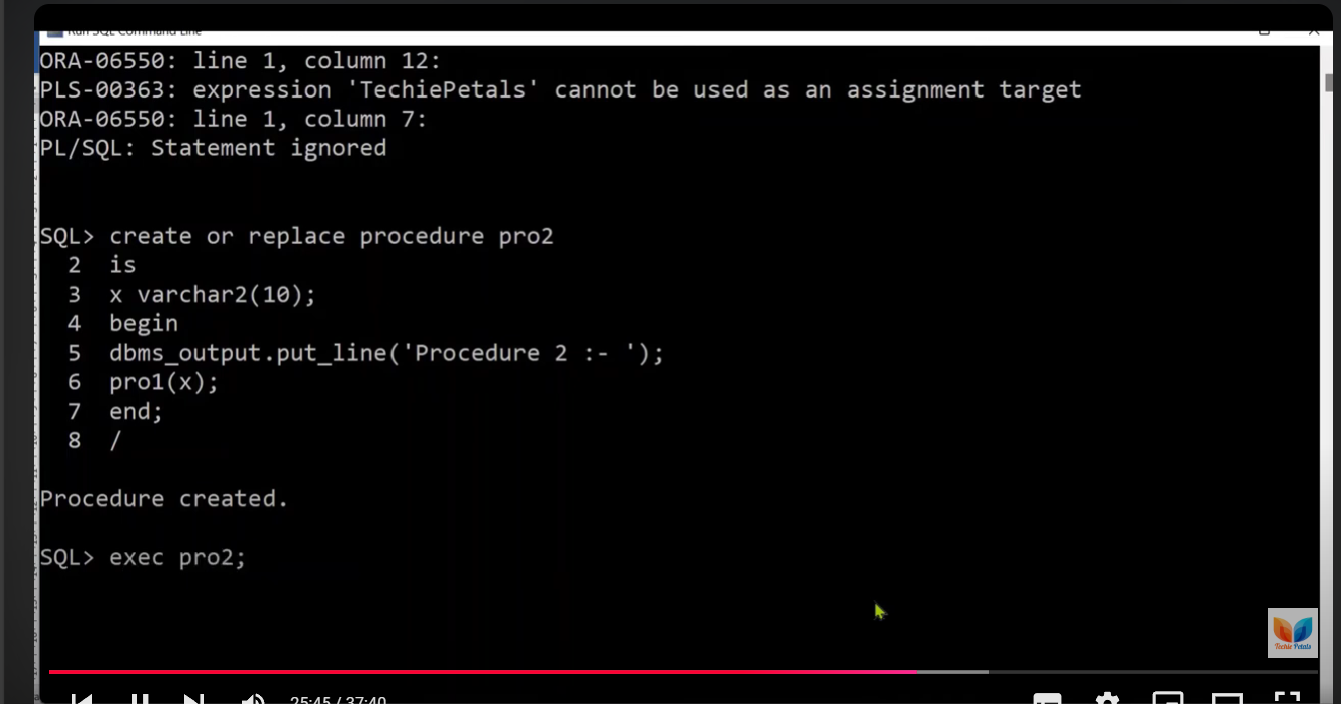 Run SQL Command Line
ORA-06550: line 1, column 12:
PLS-00363: expression 'TechiePetals' cannot be used as an assignment target
ORA-06550: line 1, column 7:
PL/SQL: Statement ignored
SQL> create or replace procedure pro2
2 is
3 x varchar2(10);
4 begin
5 dbms_output.put_line('Procedure 2 :- ');
6 pro1(x);
7 end;
8 /
Procedure created.
SQL> exec pro2;
Techie Petals
25:45 / 37:40